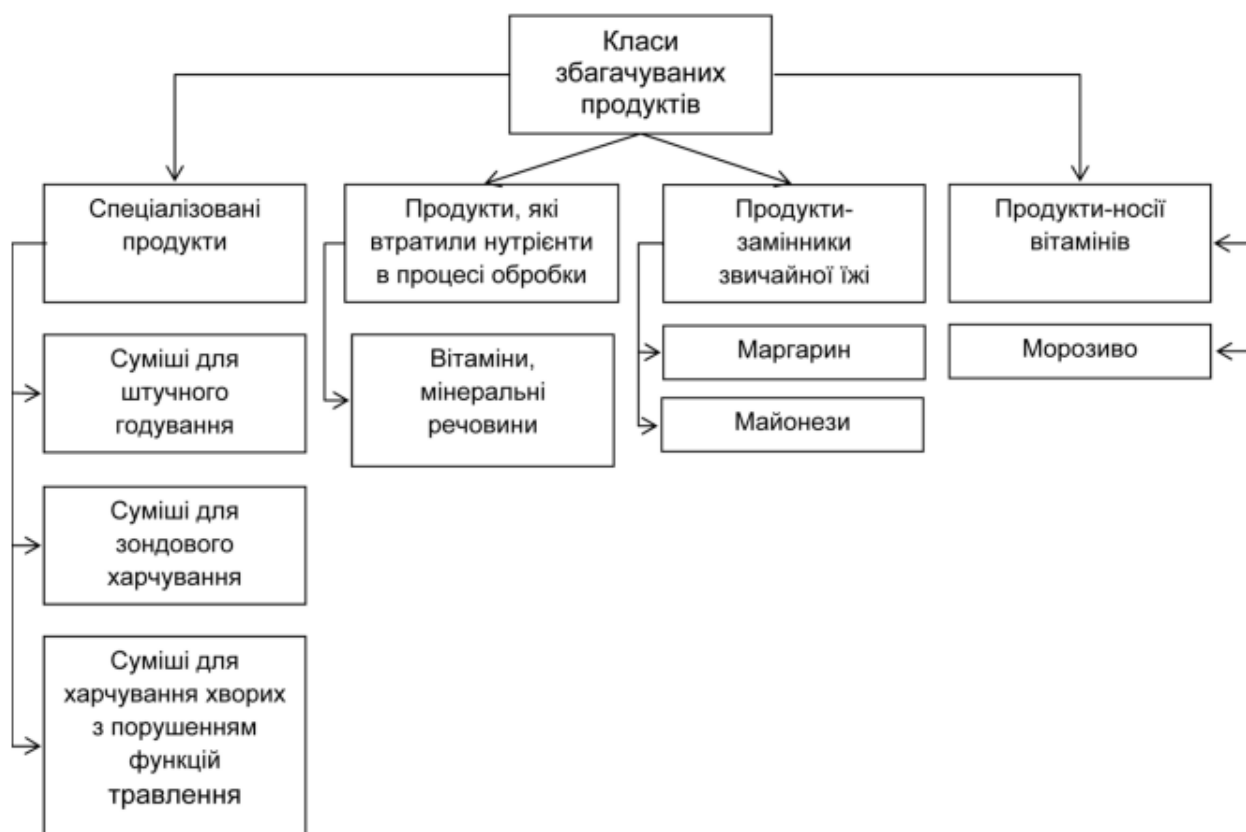 Класи
збагачуваних
продуктів
Спеціалізовані
продукти
Продукти, які
втратили нутрієнти
в процесі обробки
Продукти-
замінники
звичайної їжі
Продукти-носії
вітамінів
Суміші для
штучного
годування
Вітаміни,
мінеральні
речовини
Маргарин
Морозиво
Майонези
Суміші для
зондового
харчування
Суміші для
харчування хворих
з порушенням
функцій
травлення